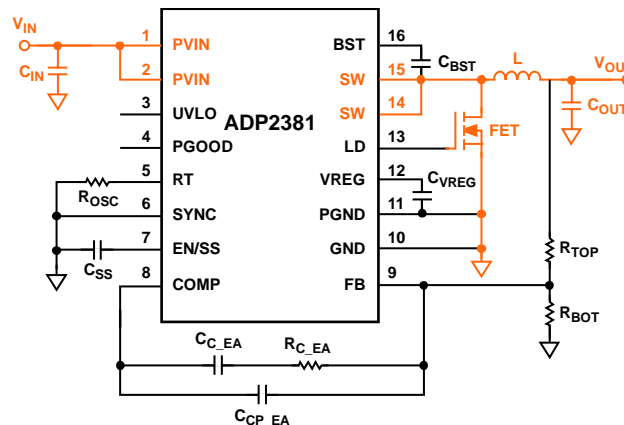 VIN
CIN
1
PVIN
2
PVIN
3
UVLO
4
PGOOD
5
RT
ROSC
6
SYNC
7
EN/SS
CSS
8
COMP
ADP2381
BST
16
CBST
SW
15
SW
14
LD
13
VREG
12
CVREG
PGND
11
GND
10
FB
9
L
VOUT
COUT
FET
RTOP
RBOT
CC_EA
RC_EA
CCP_EA